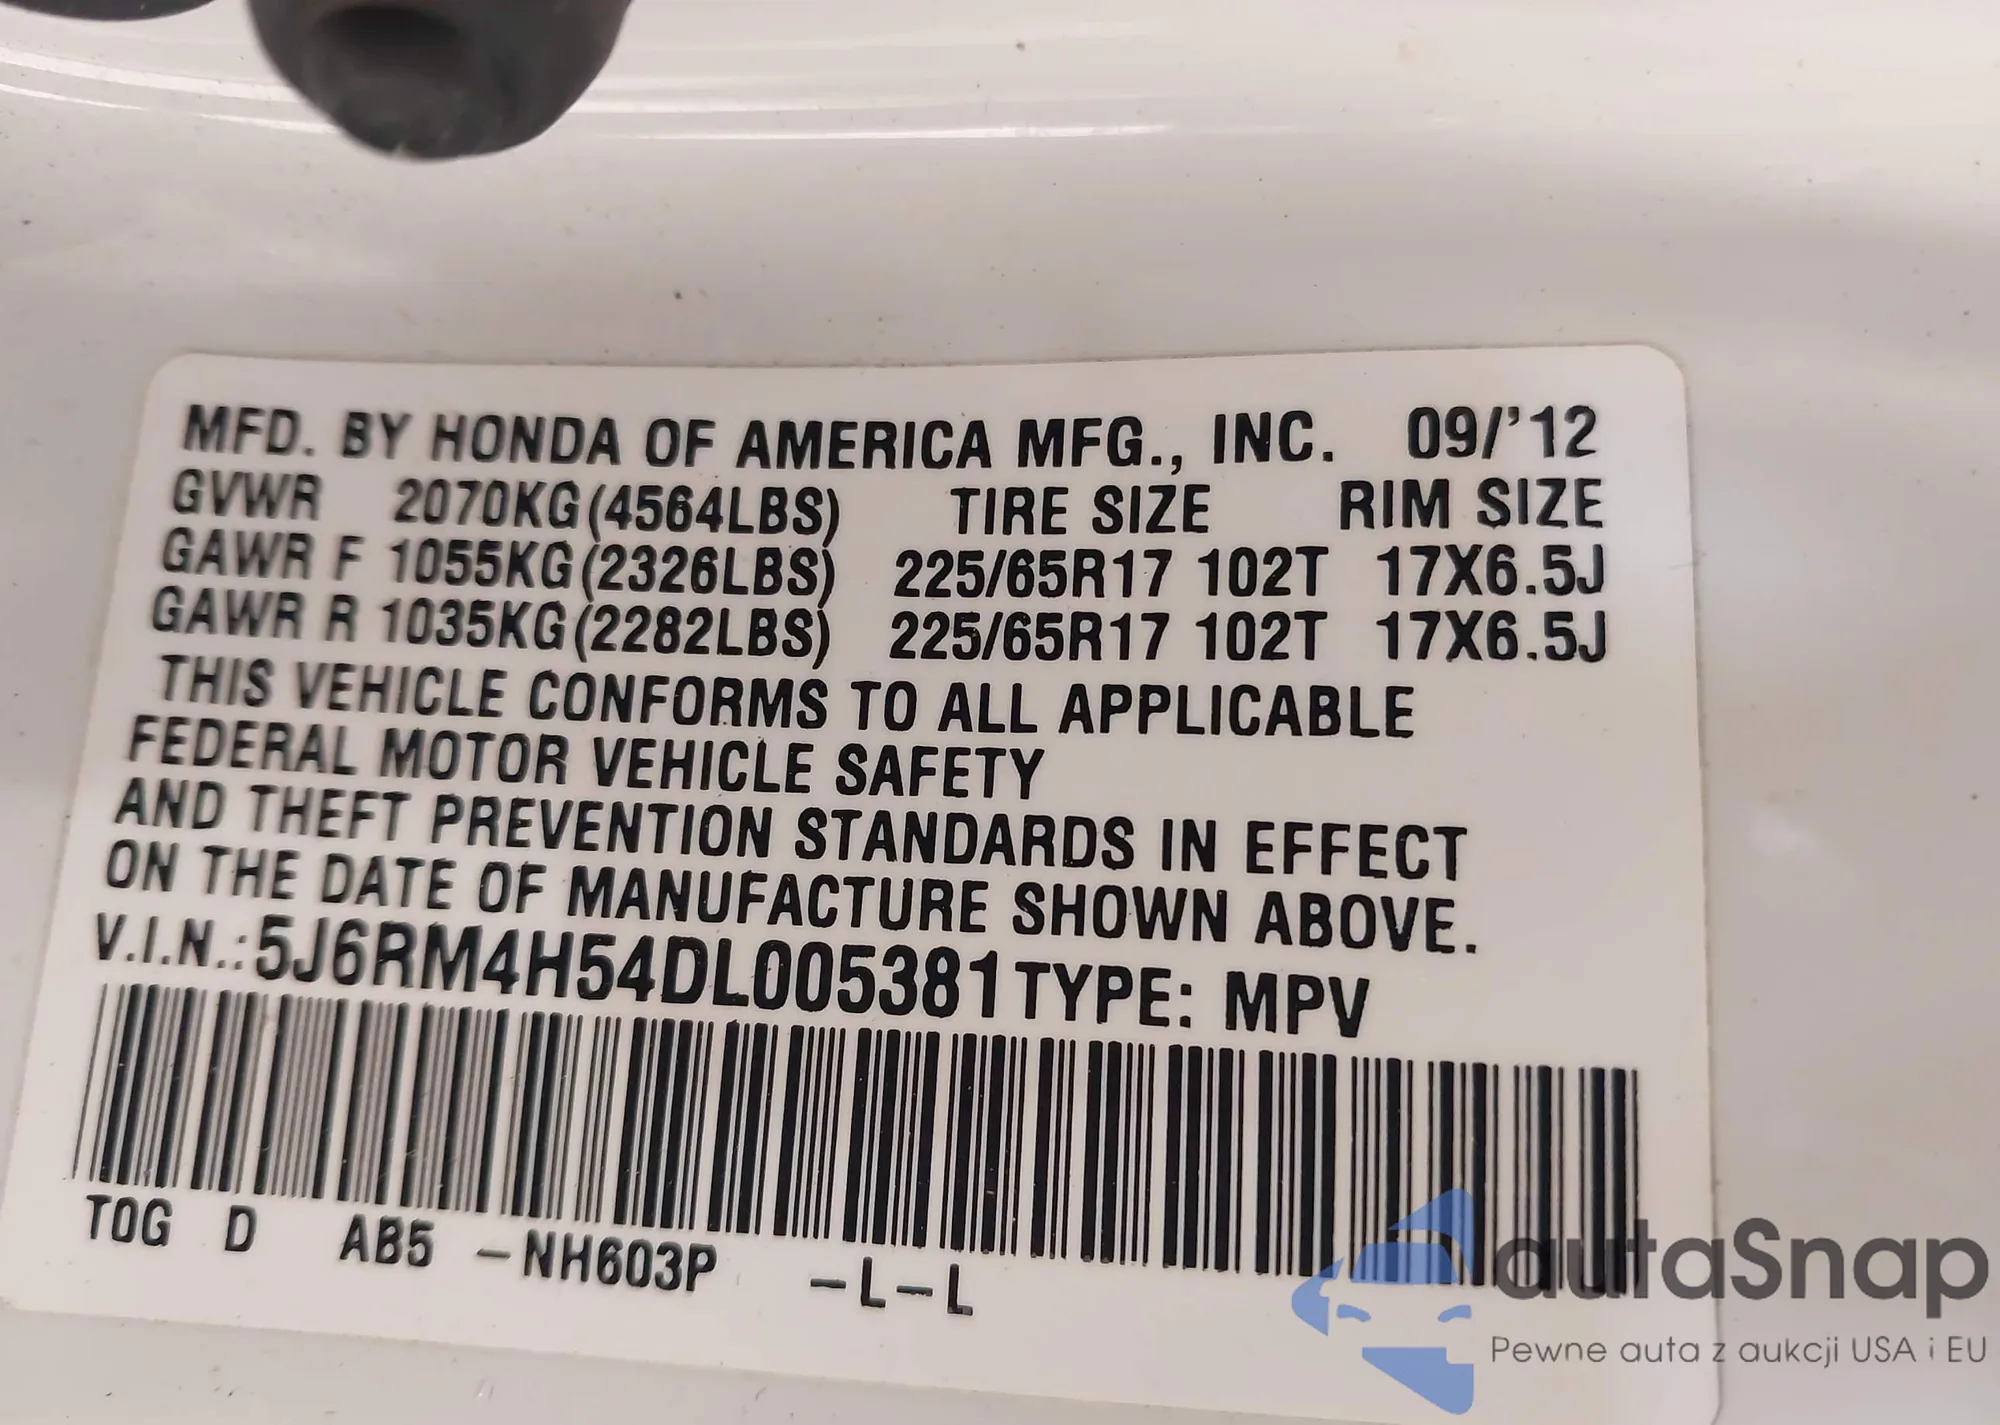 MFD. BY HONDA OF AMERICA MFG., INC. 09/'12
GVWR 2070KG(4564LBS) TIRE SIZE RIM SIZE
GAWR F 1055KG(2326LBS) 225/65R17 102T 17X6.5J
GAWR R 1035KG(2282LBS) 225/65R17 102T 17X6.5J
THIS VEHICLE CONFORMS TO ALL APPLICABLE
FEDERAL MOTOR VEHICLE SAFETY
AND THEFT PREVENTION STANDARDS IN EFFECT
ON THE DATE OF MANUFACTURE SHOWN ABOVE.
V.I.N.:5J6RM4H54DL005381 TYPE: MPV
T0G D AB5 -NH603P -L-L
autaSnap
Pewne auta z aukcji USA i EU